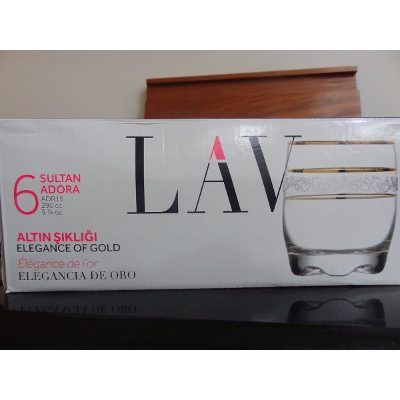 6
SULTAN
ADORA
ADR15
290 cc
9 ¾ oz
LAV
ALTIN ŞIKLIĞI
ELEGANCE OF GOLD
Élégance de l'or
ELEGANCIA DE ORO